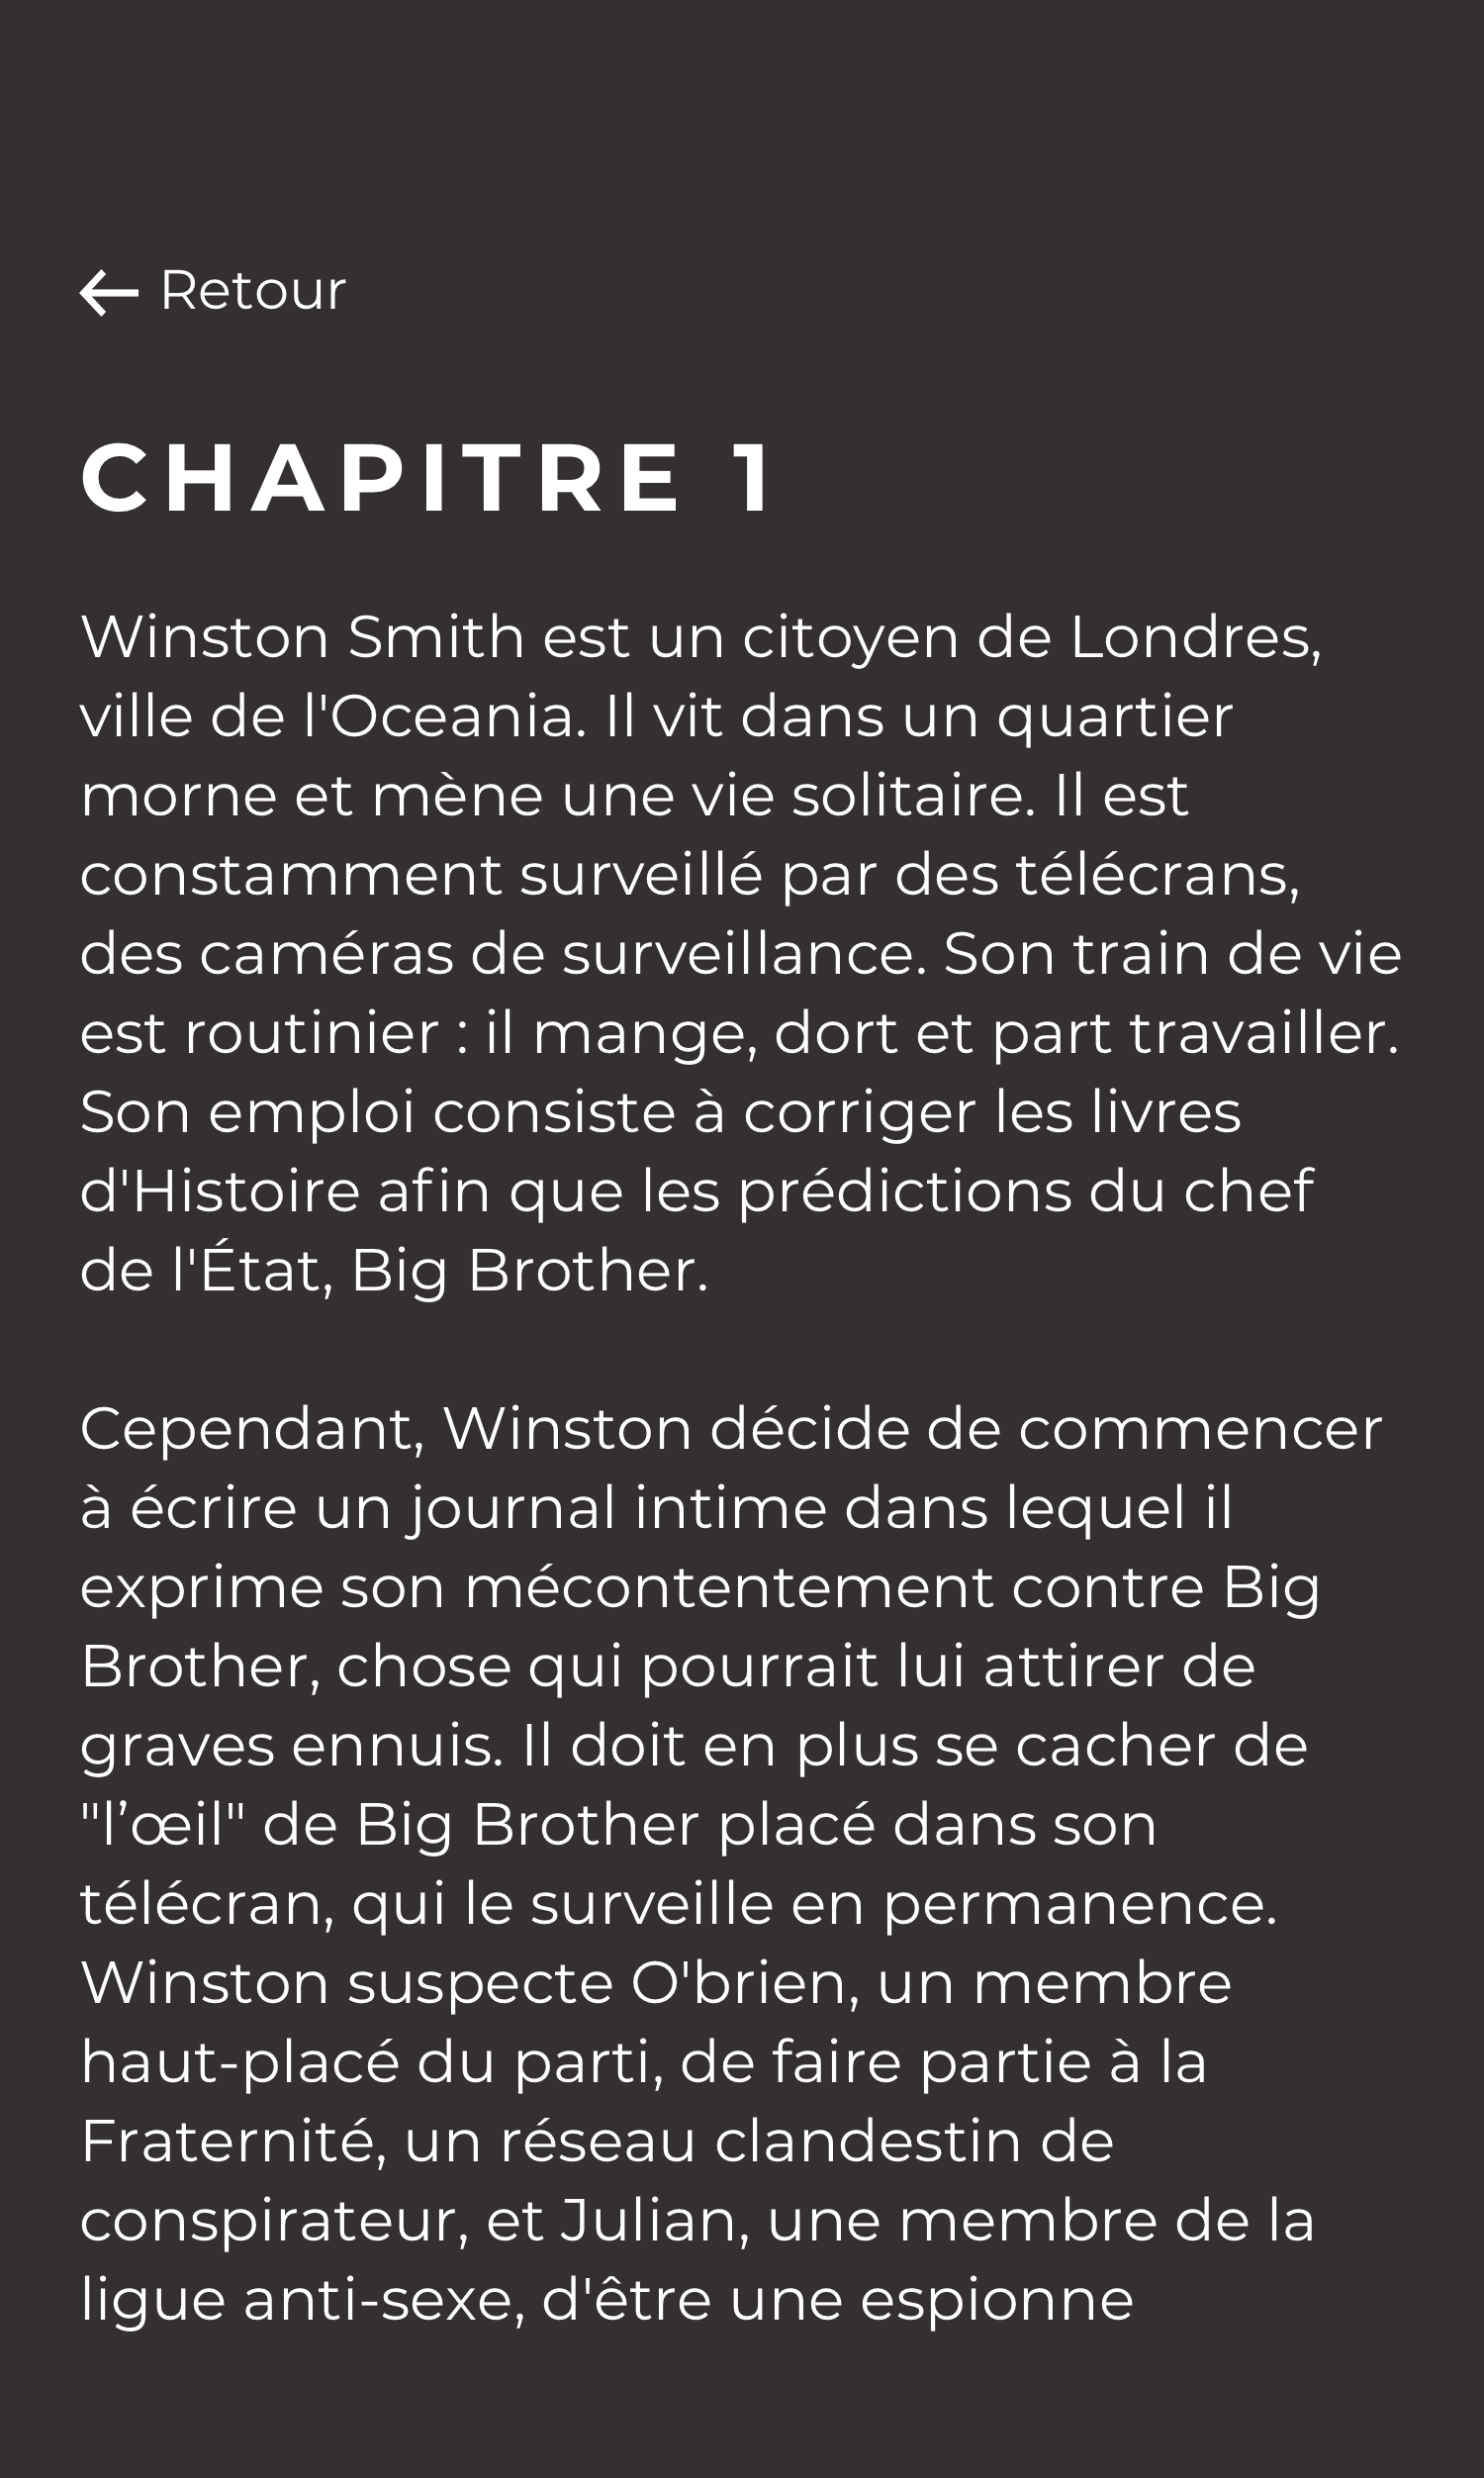 ← Retour
CHAPITRE 1
Winston Smith est un citoyen de Londres,
ville de l'Oceania. Il vit dans un quartier
morne et mène une vie solitaire. Il est
constamment surveillé par des télécrans,
des caméras de surveillance. Son train de vie
est routinier : il mange, dort et part travailler.
Son emploi consiste à corriger les livres
d'Histoire afin que les prédictions du chef
de l'État, Big Brother.
Cependant, Winston décide de commencer
à écrire un journal intime dans lequel il
exprime son mécontentement contre Big
Brother, chose qui pourrait lui attirer de
graves ennuis. Il doit en plus se cacher de
"l’œil" de Big Brother placé dans son
télécran, qui le surveille en permanence.
Winston suspecte O'brien, un membre
haut-placé du parti, de faire partie à la
Fraternité, un réseau clandestin de
conspirateur, et Julian, une membre de la
ligue anti-sexe, d'être une espionne